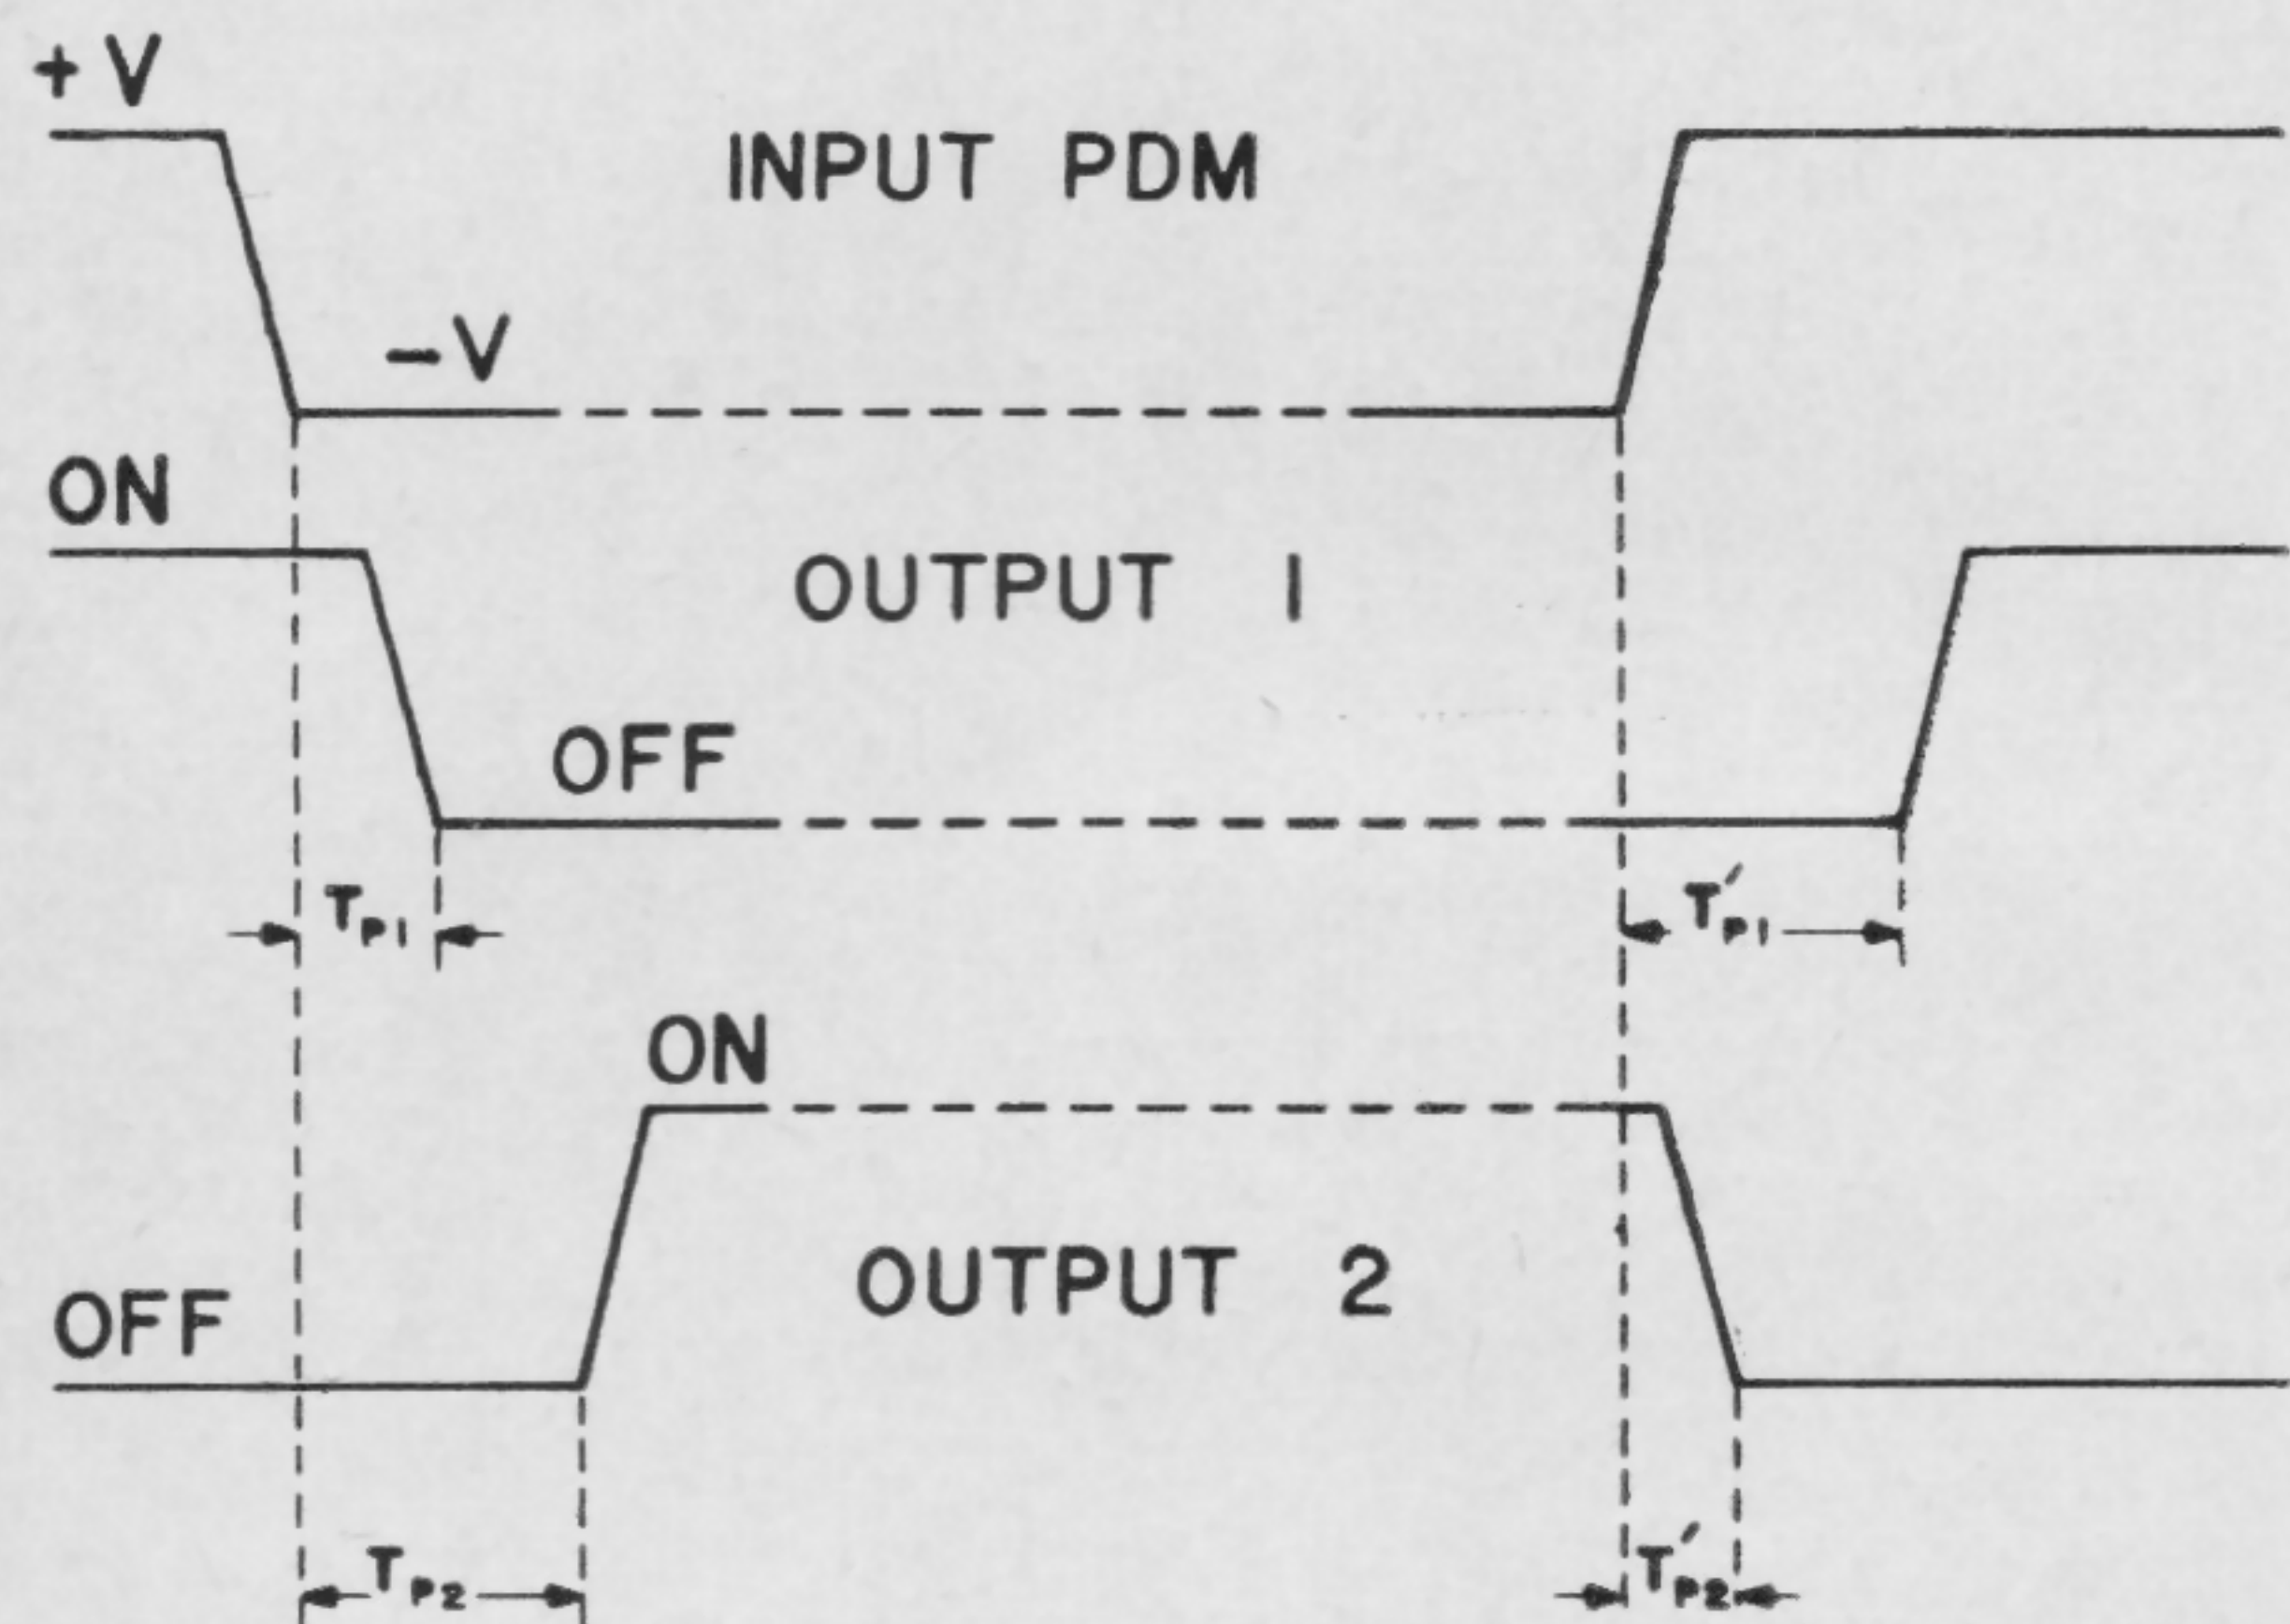 +V
INPUT PDM
-V
ON
OUTPUT 1
OFF
TP1
T'P1
ON
OUTPUT 2
OFF
TP2
T'P2